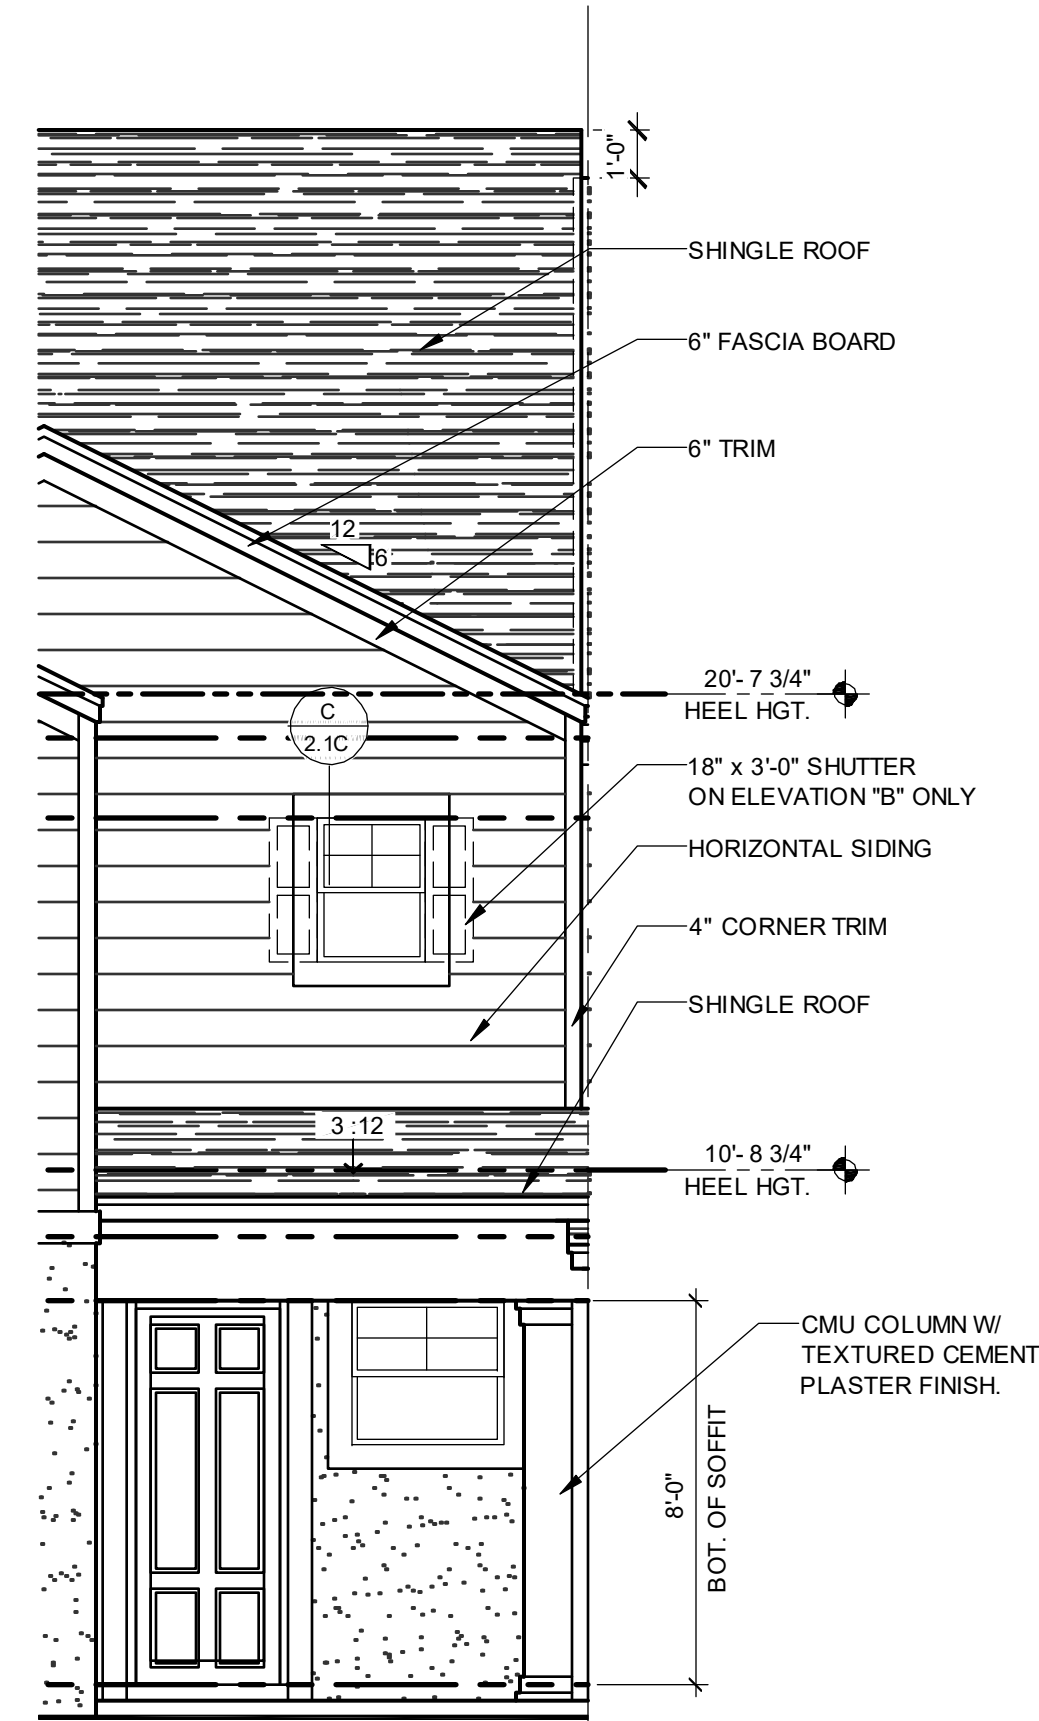 1'-0"
SHINGLE ROOF
6" FASCIA BOARD
6" TRIM
12
6
20'- 7 3/4"
HEEL HGT.
C
2.1C
18" x 3'-0" SHUTTER
ON ELEVATION "B" ONLY
HORIZONTAL SIDING
4" CORNER TRIM
SHINGLE ROOF
3 :12
10'- 8 3/4"
HEEL HGT.
CMU COLUMN W/
TEXTURED CEMENT
PLASTER FINISH.
8'-0"
BOT. OF SOFFIT